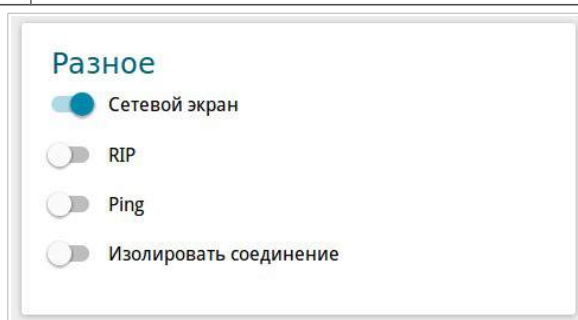 Разное
Сетевой экран
RIP
Ping
Изолировать соединение